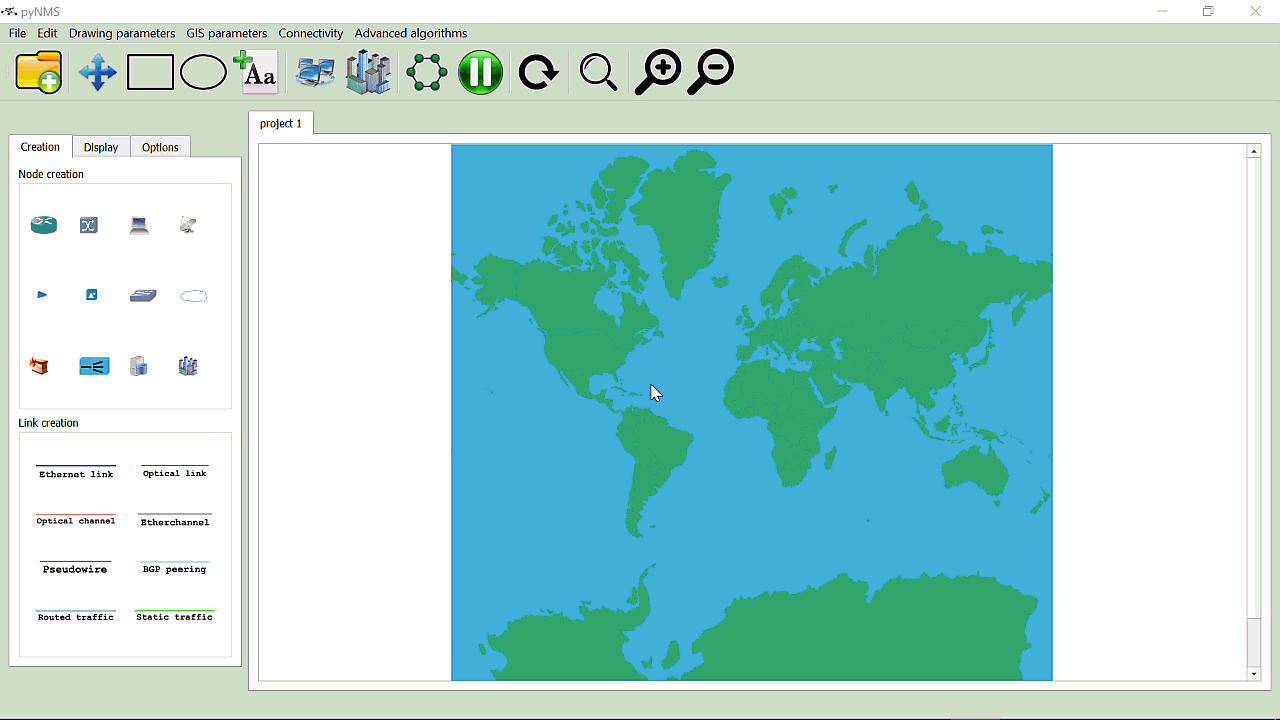 pyNMS
File Edit Drawing parameters GIS parameters Connectivity Advanced algorithms
Aa
project 1
Creation Display Options
Node creation
Link creation
Ethernet link Optical link
Optical channel Etherchannel
Pseudowire BGP peering
Routed traffic Static traffic